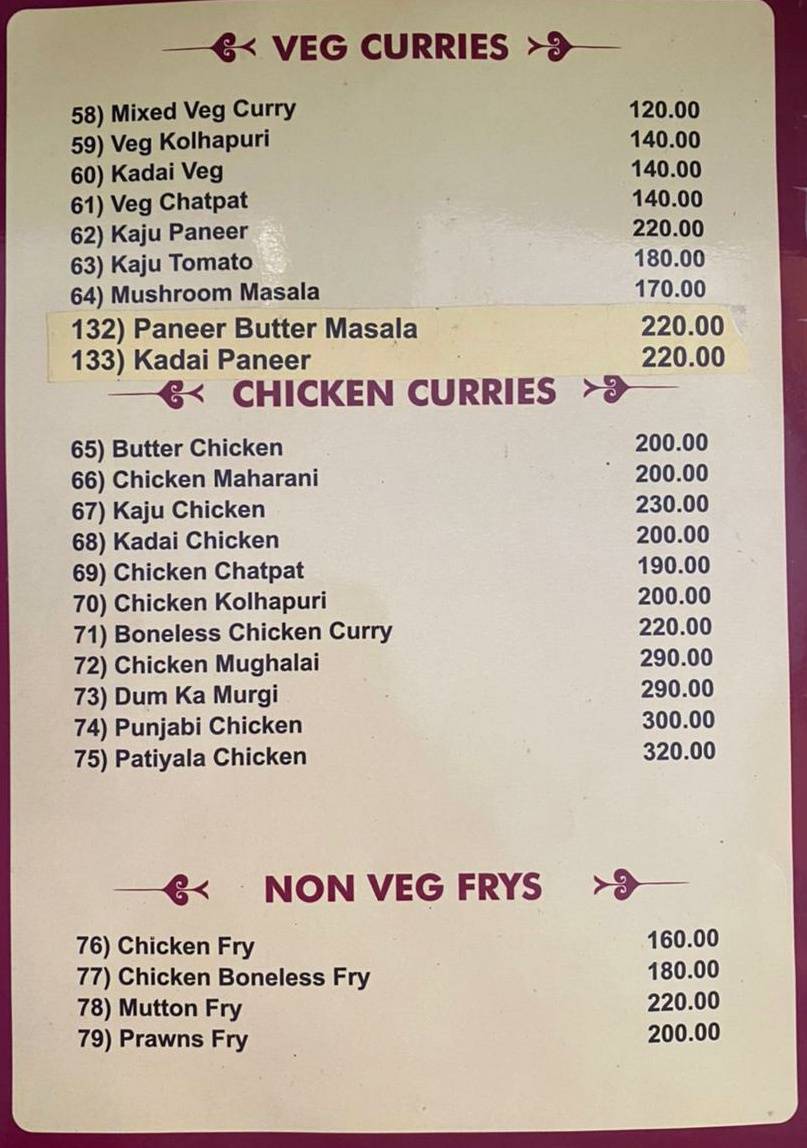 VEG CURRIES
58) Mixed Veg Curry 120.00
59) Veg Kolhapuri 140.00
60) Kadai Veg 140.00
61) Veg Chatpat 140.00
62) Kaju Paneer 220.00
63) Kaju Tomato 180.00
64) Mushroom Masala 170.00
132) Paneer Butter Masala 220.00
133) Kadai Paneer 220.00
CHICKEN CURRIES
65) Butter Chicken 200.00
66) Chicken Maharani 200.00
67) Kaju Chicken 230.00
68) Kadai Chicken 200.00
69) Chicken Chatpat 190.00
70) Chicken Kolhapuri 200.00
71) Boneless Chicken Curry 220.00
72) Chicken Mughalai 290.00
73) Dum Ka Murgi 290.00
74) Punjabi Chicken 300.00
75) Patiyala Chicken 320.00
NON VEG FRYS
76) Chicken Fry 160.00
77) Chicken Boneless Fry 180.00
78) Mutton Fry 220.00
79) Prawns Fry 200.00